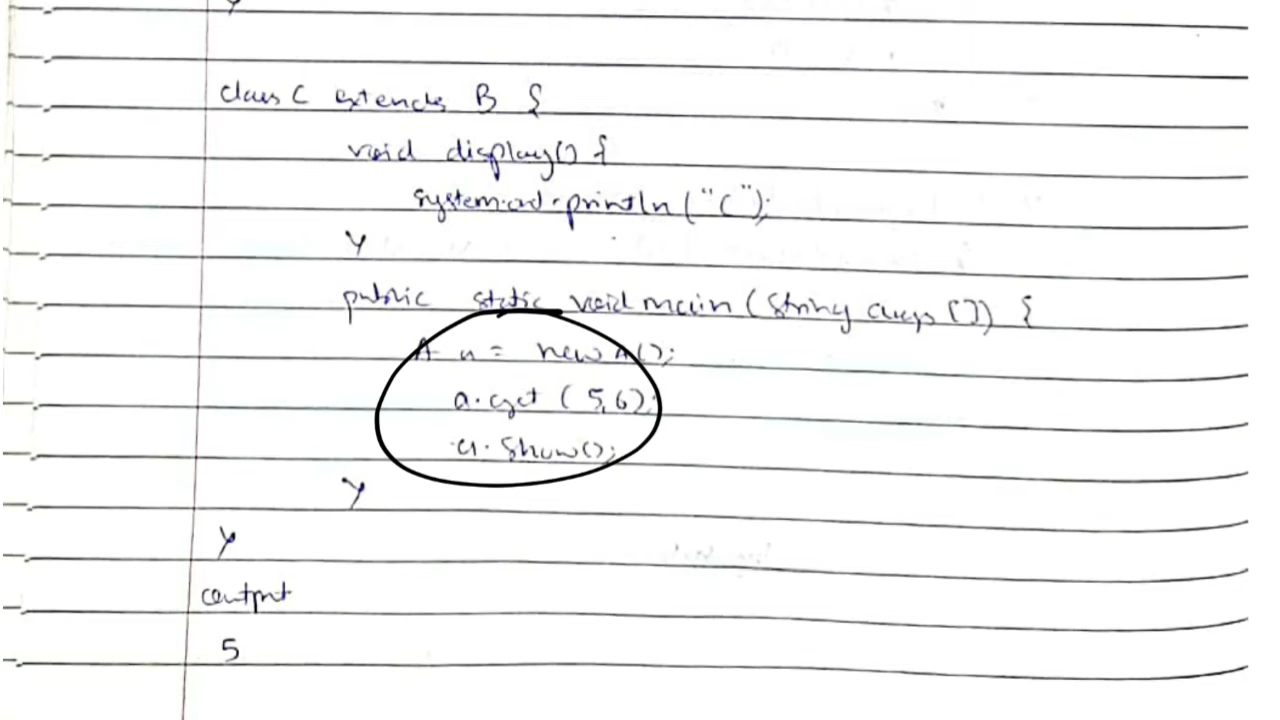 }
class C extends B {
void display() {
System.out.println ("C");
}
public static void main (String args []) {
A a = new A();
a.get (5,6);
a.show();
}
}
output
5